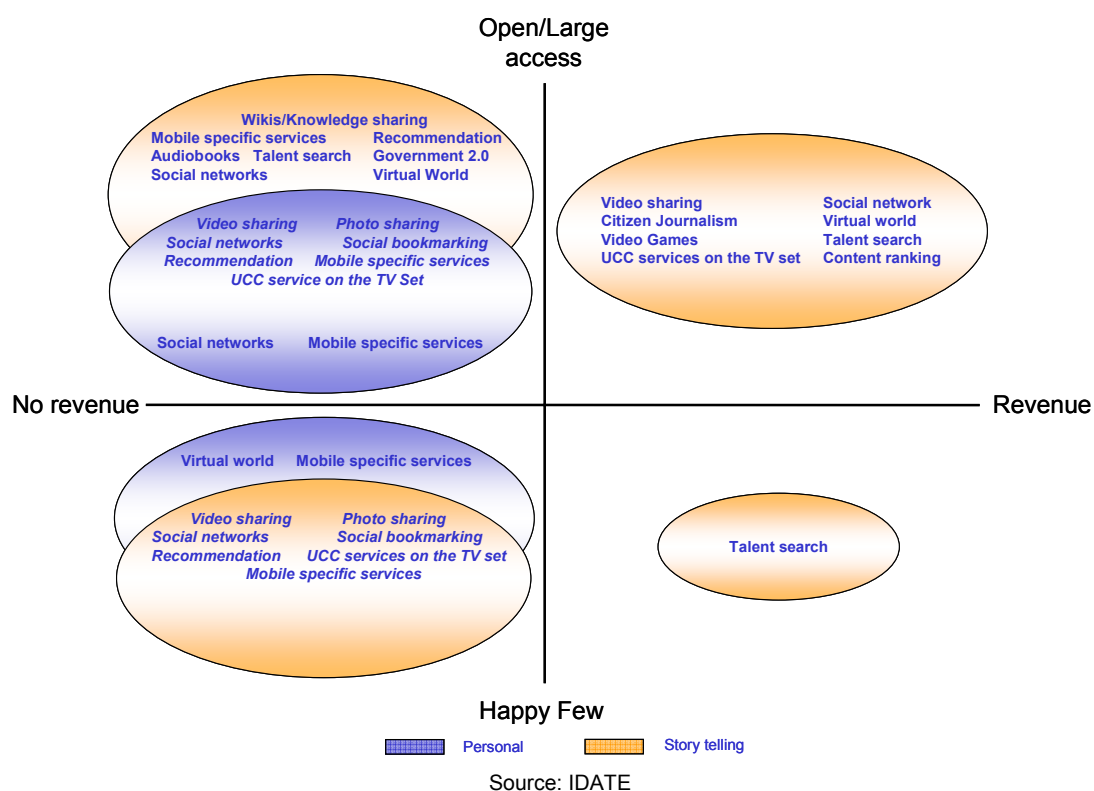 Open/Large
access
Wikis/Knowledge sharing
Mobile specific services Recommendation
Audiobooks Talent search Government 2.0
Social networks Virtual World
Video sharing Photo sharing
Social networks Social bookmarking
Recommendation Mobile specific services
UCC service on the TV Set
Social networks Mobile specific services
Video sharing Social network
Citizen Journalism Virtual world
Video Games Talent search
UCC services on the TV set Content ranking
No revenue
Revenue
Virtual world Mobile specific services
Video sharing Photo sharing
Social networks Social bookmarking
Recommendation UCC services on the TV set
Mobile specific services
Talent search
Happy Few
Personal Story telling
Source: IDATE